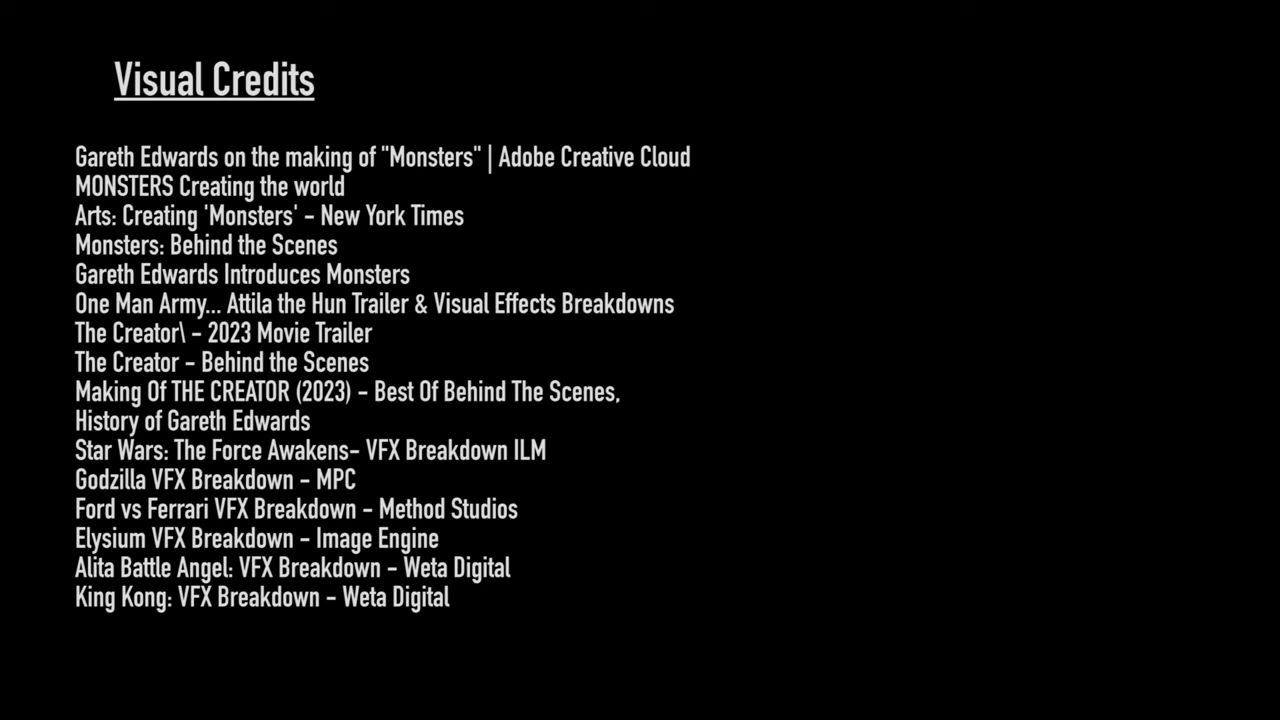 Visual Credits
Gareth Edwards on the making of "Monsters" | Adobe Creative Cloud
MONSTERS Creating the world
Arts: Creating 'Monsters' - New York Times
Monsters: Behind the Scenes
Gareth Edwards Introduces Monsters
One Man Army... Attila the Hun Trailer & Visual Effects Breakdowns
The Creator\ - 2023 Movie Trailer
The Creator - Behind the Scenes
Making Of THE CREATOR (2023) - Best Of Behind The Scenes,
History of Gareth Edwards
Star Wars: The Force Awakens- VFX Breakdown ILM
Godzilla VFX Breakdown - MPC
Ford vs Ferrari VFX Breakdown - Method Studios
Elysium VFX Breakdown - Image Engine
Alita Battle Angel: VFX Breakdown - Weta Digital
King Kong: VFX Breakdown - Weta Digital